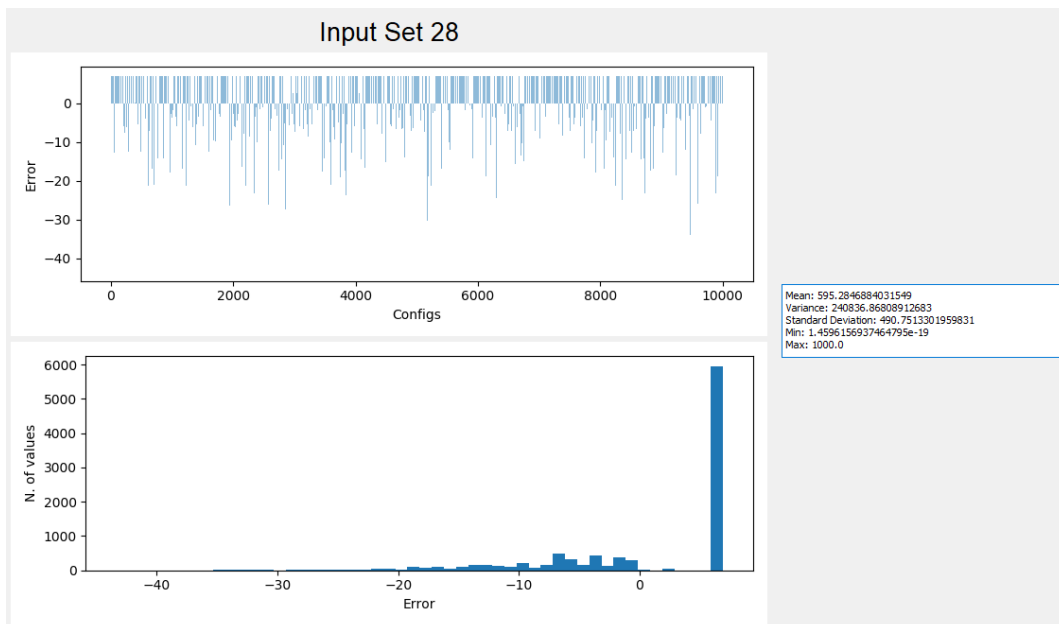 Input Set 28
0
−10
−20
−30
−40
Error
0 2000 4000 6000 8000 10000
Configs
Mean: 595.2846884031549
Variance: 240836.86808912683
Standard Deviation: 490.7513301959831
Min: 1.4596156937464795e-19
Max: 1000.0
6000
5000
4000
3000
2000
1000
0
N. of values
−40 −30 −20 −10 0
Error